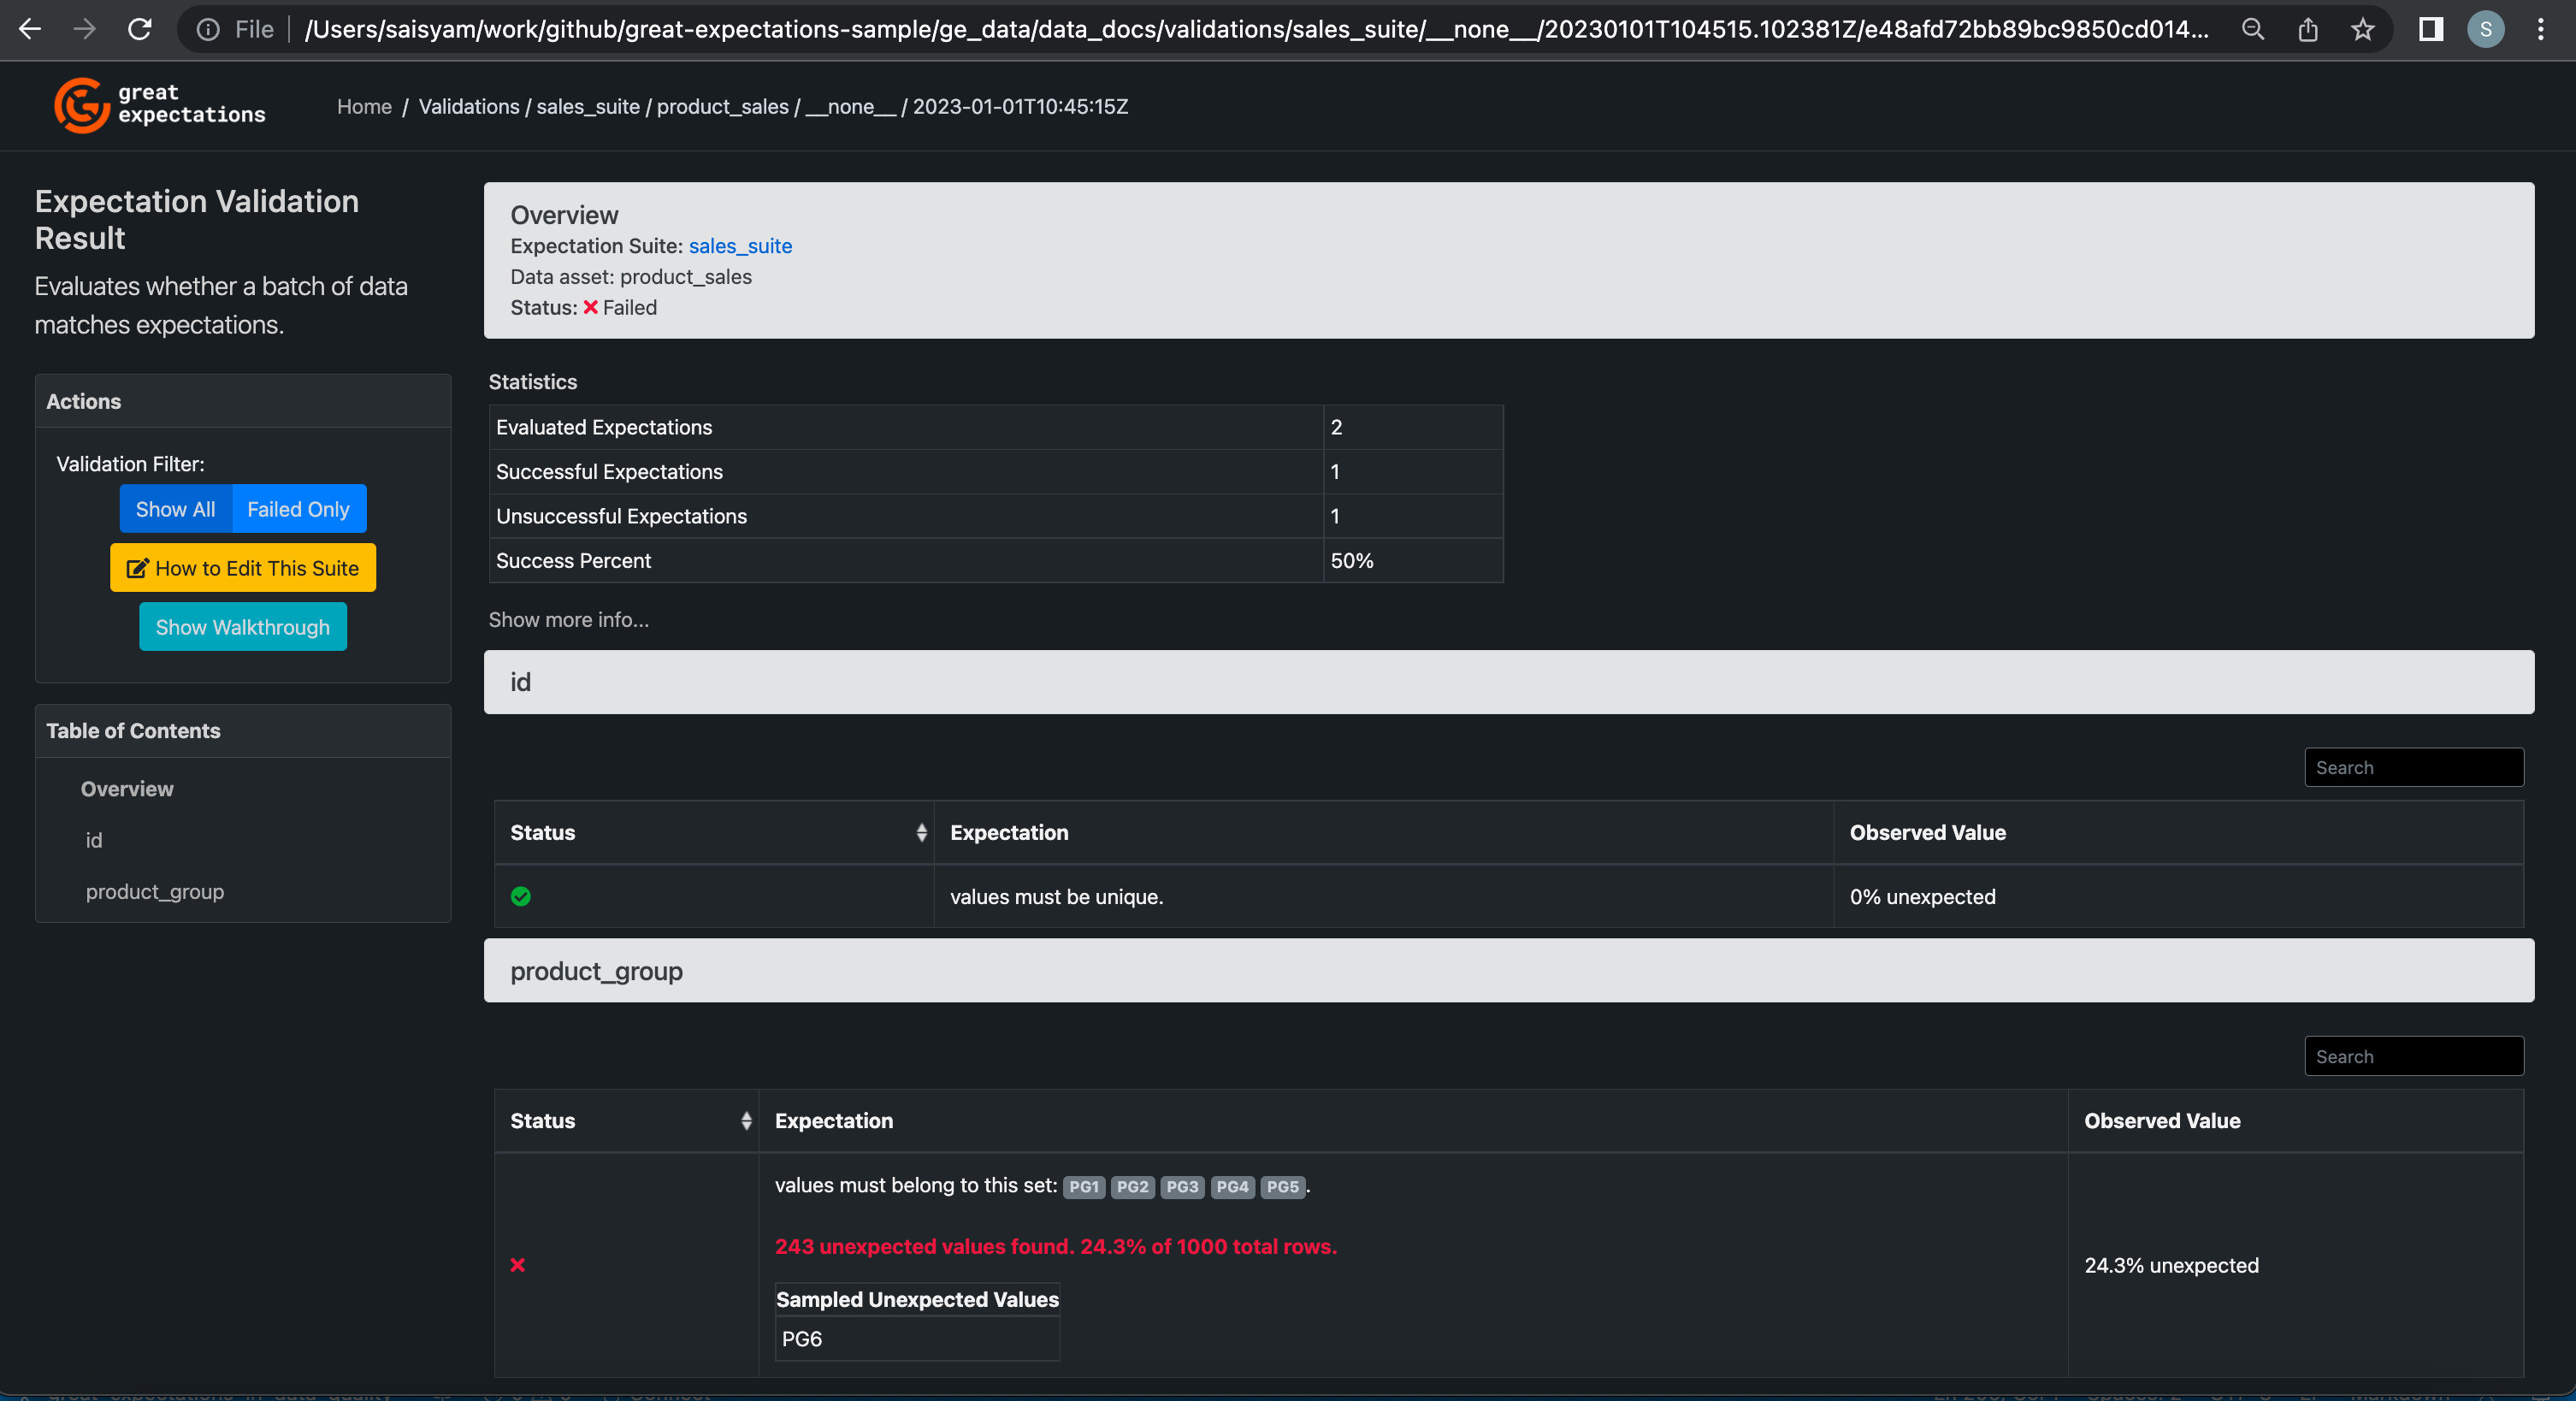 File /Users/saisyam/work/github/great-expectations-sample/ge_data/data_docs/validations/sales_suite/__none__/20230101T104515.102381Z/e48afd72bb89bc9850cd014...
S
great
expectations
Home / Validations / sales_suite / product_sales / __none__ / 2023-01-01T10:45:15Z
Expectation Validation
Result
Evaluates whether a batch of data
matches expectations.
Actions
Validation Filter:
Show All Failed Only
How to Edit This Suite
Show Walkthrough
Table of Contents
Overview
id
product_group
Overview
Expectation Suite: sales_suite
Data asset: product_sales
Status: Failed
Statistics
Evaluated Expectations 2
Successful Expectations 1
Unsuccessful Expectations 1
Success Percent 50%
Show more info...
id
Search
Status Expectation Observed Value
values must be unique. 0% unexpected
product_group
Search
Status Expectation Observed Value
values must belong to this set: PG1 PG2 PG3 PG4 PG5.
243 unexpected values found. 24.3% of 1000 total rows.
24.3% unexpected
Sampled Unexpected Values
PG6